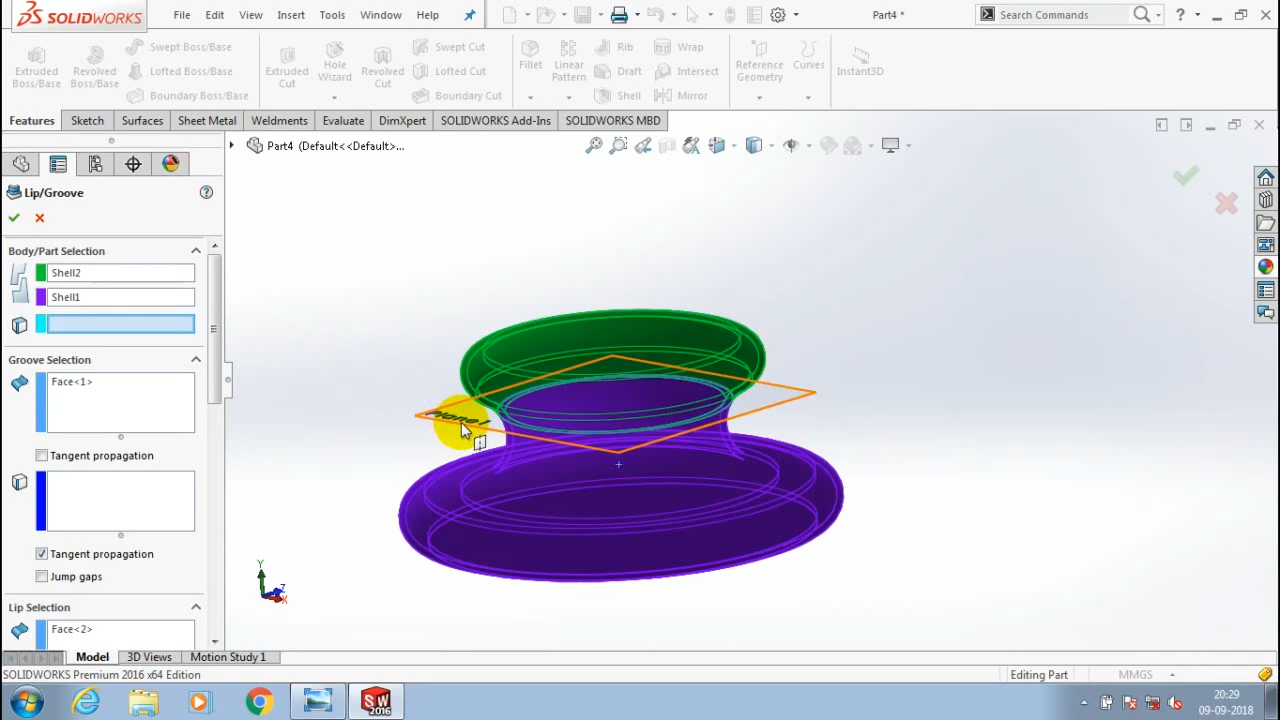 SOLIDWORKS File Edit View Insert Tools Window Help Part4 * Search Commands ?
Extruded Boss/Base
Revolved Boss/Base
Swept Boss/Base
Lofted Boss/Base
Boundary Boss/Base
Extruded Cut
Hole Wizard
Revolved Cut
Swept Cut
Lofted Cut
Boundary Cut
Fillet
Linear Pattern
Rib
Draft
Shell
Wrap
Intersect
Mirror
Reference Geometry
Curves
Instant3D
Features Sketch Surfaces Sheet Metal Weldments Evaluate DimXpert SOLIDWORKS Add-Ins SOLIDWORKS MBD
Part4 (Default<<Default>...
Lip/Groove ?
Body/Part Selection
Shell2
Shell1
Groove Selection
Face<1>
Tangent propagation
Tangent propagation
Jump gaps
Lip Selection
Face<2>
Plane1
Y
Z
X
Model 3D Views Motion Study 1
SOLIDWORKS Premium 2016 x64 Edition Editing Part MMGS
SW 2016
20:29
09-09-2018